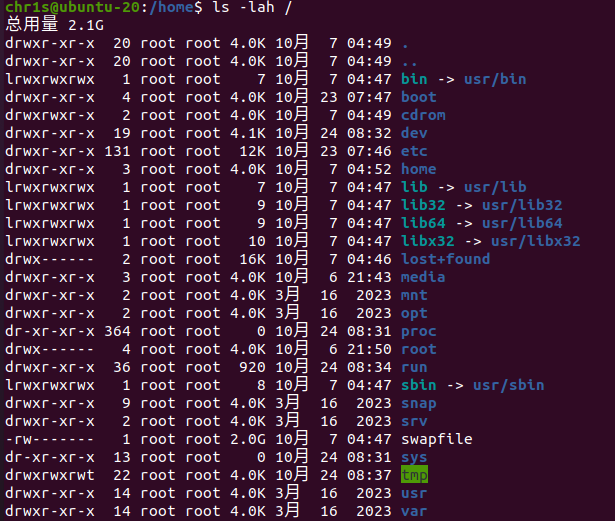 chr1s@ubuntu-20:/home$ ls -lah /
总用量 2.1G
drwxr-xr-x  20 root root 4.0K 10月  7 04:49 .
drwxr-xr-x  20 root root 4.0K 10月  7 04:49 ..
lrwxrwxrwx   1 root root    7 10月  7 04:47 bin -> usr/bin
drwxr-xr-x   4 root root 4.0K 10月 23 07:47 boot
drwxrwxr-x   2 root root 4.0K 10月  7 04:49 cdrom
drwxr-xr-x  19 root root 4.1K 10月 24 08:32 dev
drwxr-xr-x 131 root root  12K 10月 23 07:46 etc
drwxr-xr-x   3 root root 4.0K 10月  7 04:52 home
lrwxrwxrwx   1 root root    7 10月  7 04:47 lib -> usr/lib
lrwxrwxrwx   1 root root    9 10月  7 04:47 lib32 -> usr/lib32
lrwxrwxrwx   1 root root    9 10月  7 04:47 lib64 -> usr/lib64
lrwxrwxrwx   1 root root   10 10月  7 04:47 libx32 -> usr/libx32
drwx------   2 root root  16K 10月  7 04:46 lost+found
drwxr-xr-x   3 root root 4.0K 10月  6 21:43 media
drwxr-xr-x   2 root root 4.0K 3月  16  2023 mnt
drwxr-xr-x   2 root root 4.0K 3月  16  2023 opt
dr-xr-xr-x 364 root root    0 10月 24 08:31 proc
drwx------   4 root root 4.0K 10月  6 21:50 root
drwxr-xr-x  36 root root  920 10月 24 08:34 run
lrwxrwxrwx   1 root root    8 10月  7 04:47 sbin -> usr/sbin
drwxr-xr-x   9 root root 4.0K 3月  16  2023 snap
drwxr-xr-x   2 root root 4.0K 3月  16  2023 srv
-rw-------   1 root root 2.0G 10月  7 04:47 swapfile
dr-xr-xr-x  13 root root    0 10月 24 08:31 sys
drwxrwxrwt  22 root root 4.0K 10月 24 08:37 tmp
drwxr-xr-x  14 root root 4.0K 3月  16  2023 usr
drwxr-xr-x  14 root root 4.0K 3月  16  2023 var